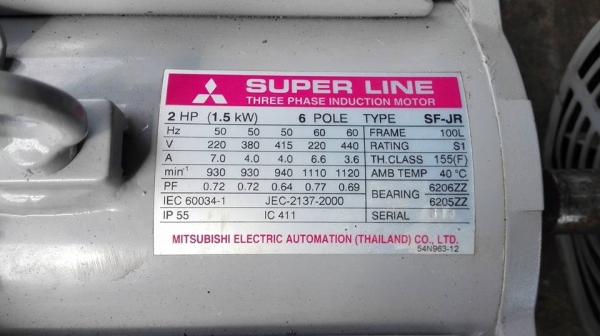 SUPER LINE
THREE PHASE INDUCTION MOTOR
2 HP (1.5 kW) 6 POLE TYPE SF-JR
Hz 50 50 50 60 60 FRAME 100L
V 220 380 415 220 440 RATING S1
A 7.0 4.0 4.0 6.6 3.6 TH.CLASS 155(F)
min⁻¹ 930 930 940 1110 1120 AMB TEMP 40 °C
PF 0.72 0.72 0.64 0.77 0.69 BEARING 6206ZZ
IEC 60034-1 JEC-2137-2000 6205ZZ
IP 55 IC 411 SERIAL
MITSUBISHI ELECTRIC AUTOMATION (THAILAND) CO., LTD.
54N963-12